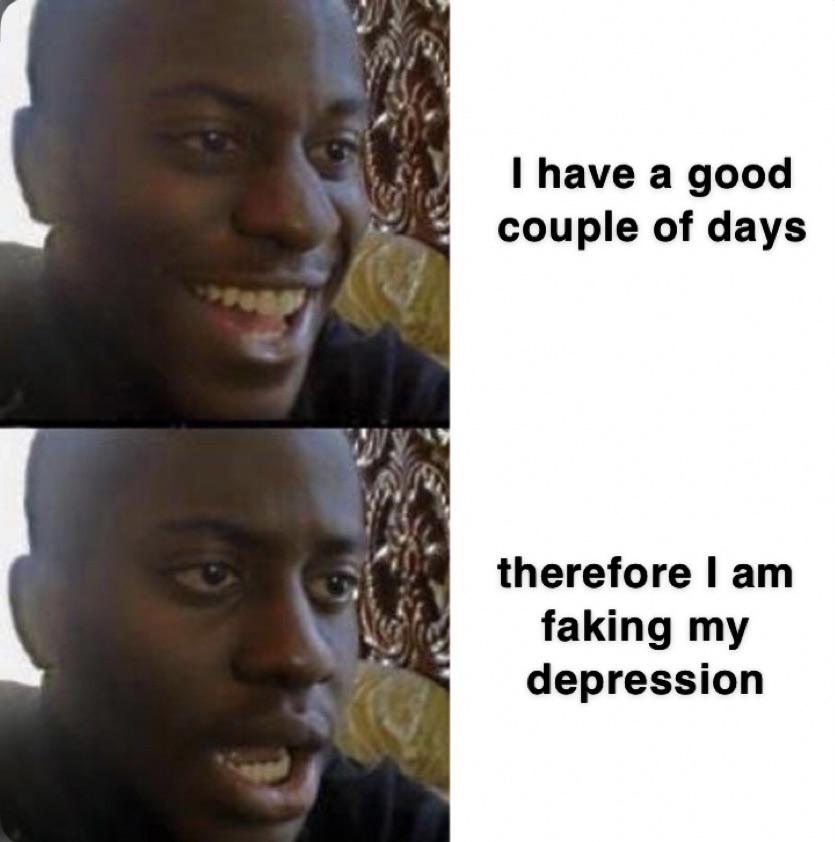 I have a good
couple of days
therefore I am
faking my
depression